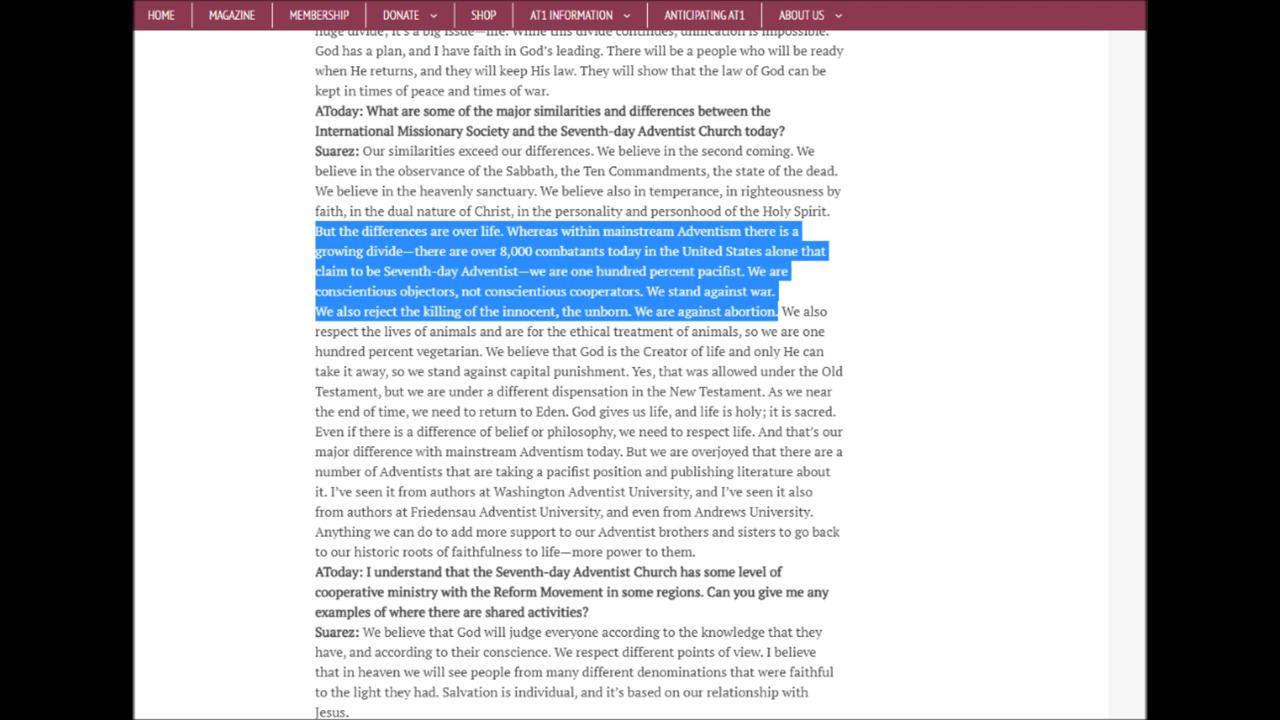 HOME MAGAZINE MEMBERSHIP DONATE SHOP AT1 INFORMATION ANTICIPATING AT1 ABOUT US
huge divide, it's a big issue—life. While this divide continues, unification is impossible.
God has a plan, and I have faith in God's leading. There will be a people who will be ready
when He returns, and they will keep His law. They will show that the law of God can be
kept in times of peace and times of war.
AToday: What are some of the major similarities and differences between the
International Missionary Society and the Seventh-day Adventist Church today?
Suarez: Our similarities exceed our differences. We believe in the second coming. We
believe in the observance of the Sabbath, the Ten Commandments, the state of the dead.
We believe in the heavenly sanctuary. We believe also in temperance, in righteousness by
faith, in the dual nature of Christ, in the personality and personhood of the Holy Spirit.
But the differences are over life. Whereas within mainstream Adventism there is a
growing divide—there are over 8,000 combatants today in the United States alone that
claim to be Seventh-day Adventist—we are one hundred percent pacifist. We are
conscientious objectors, not conscientious cooperators. We stand against war.
We also reject the killing of the innocent, the unborn. We are against abortion. We also
respect the lives of animals and are for the ethical treatment of animals, so we are one
hundred percent vegetarian. We believe that God is the Creator of life and only He can
take it away, so we stand against capital punishment. Yes, that was allowed under the Old
Testament, but we are under a different dispensation in the New Testament. As we near
the end of time, we need to return to Eden. God gives us life, and life is holy; it is sacred.
Even if there is a difference of belief or philosophy, we need to respect life. And that's our
major difference with mainstream Adventism today. But we are overjoyed that there are a
number of Adventists that are taking a pacifist position and publishing literature about
it. I've seen it from authors at Washington Adventist University, and I've seen it also
from authors at Friedensau Adventist University, and even from Andrews University.
Anything we can do to add more support to our Adventist brothers and sisters to go back
to our historic roots of faithfulness to life—more power to them.
AToday: I understand that the Seventh-day Adventist Church has some level of
cooperative ministry with the Reform Movement in some regions. Can you give me any
examples of where there are shared activities?
Suarez: We believe that God will judge everyone according to the knowledge that they
have, and according to their conscience. We respect different points of view. I believe
that in heaven we will see people from many different denominations that were faithful
to the light they had. Salvation is individual, and it's based on our relationship with
Jesus.